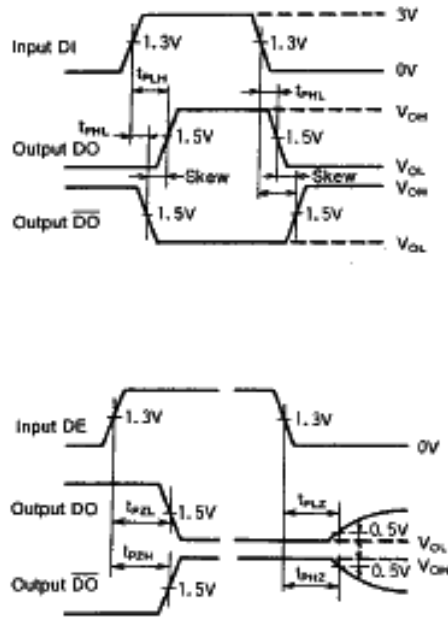 3V
Input DI
1.3V
1.3V
tPLH
0V
tPHL
VOH
tPHL
Output DO
1.5V
1.5V
Skew
Skew
VOL
VOH
Output DO
1.5V
1.5V
VOL
Input DE
1.3V
1.3V
0V
Output DO
tPZL
1.5V
tPLZ
0.5V
VOL
tPZH
VOH
Output DO
1.5V
tPHZ
0.5V